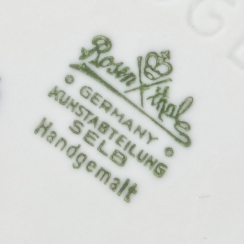 Rosenthal
GERMANY
KUNSTABTEILUNG
SELB
Handgemalt